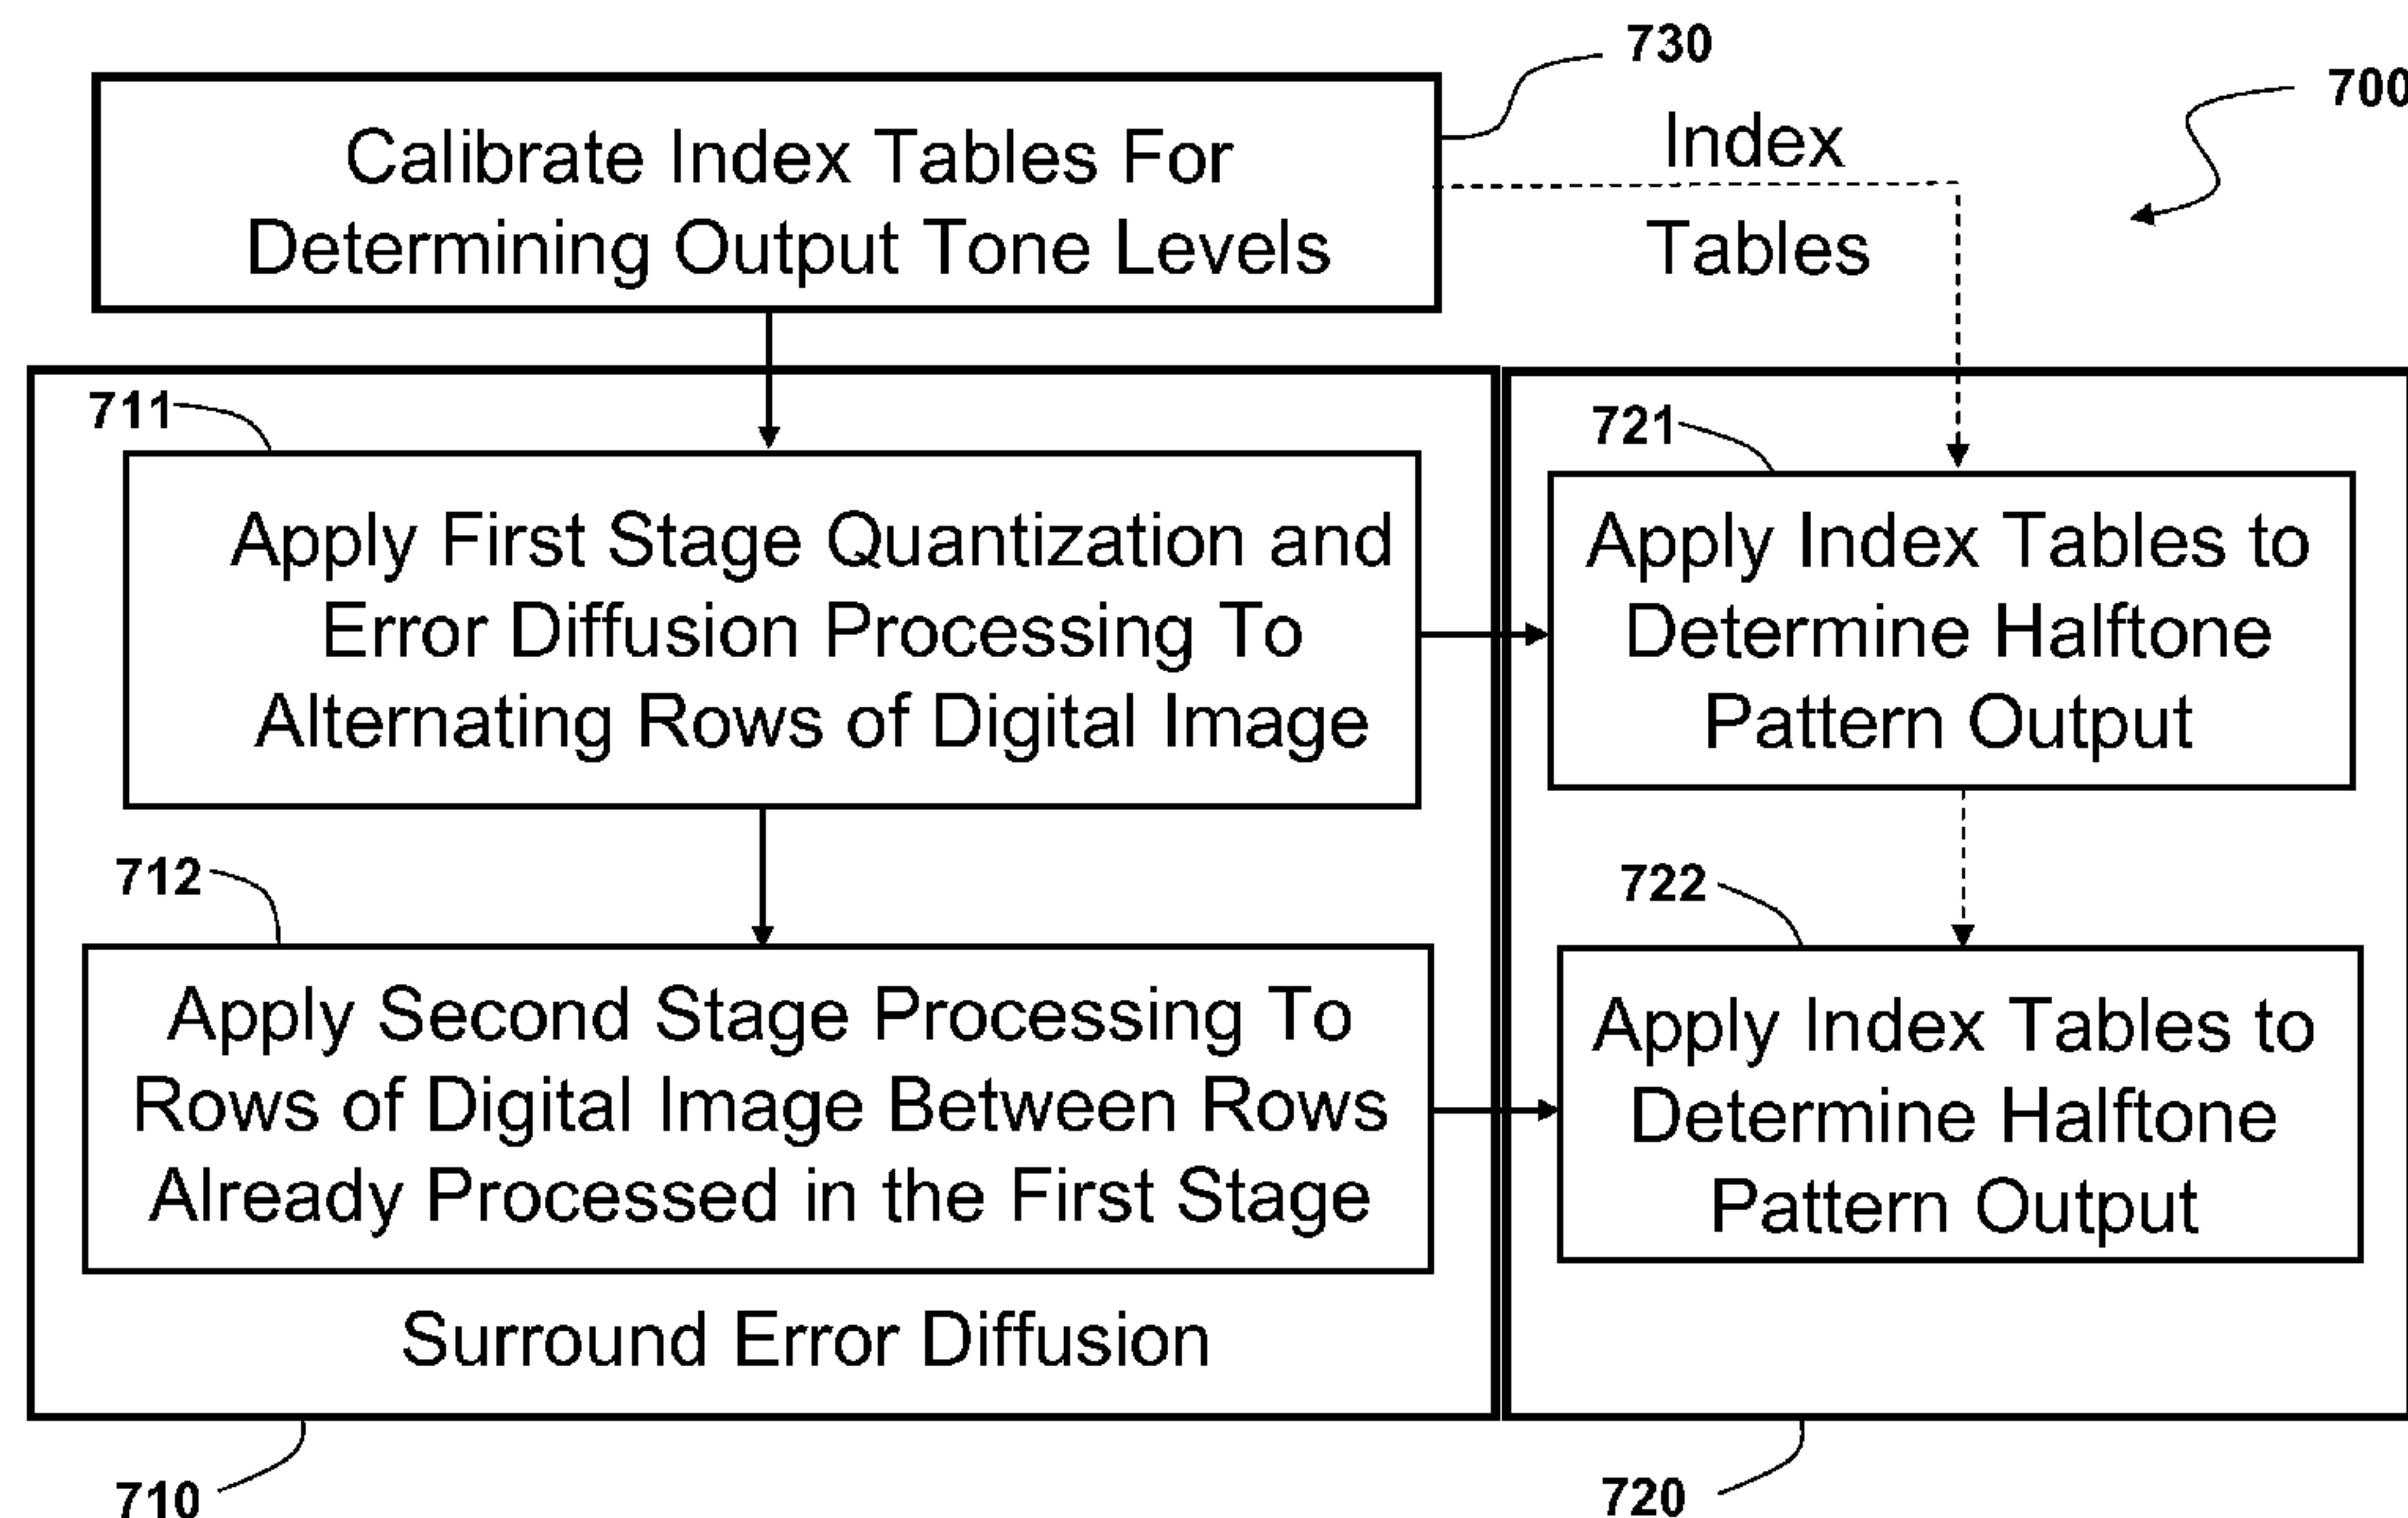 730
700
Calibrate Index Tables For
Determining Output Tone Levels
Index
Tables
711
Apply First Stage Quantization and
Error Diffusion Processing To
Alternating Rows of Digital Image
721
Apply Index Tables to
Determine Halftone
Pattern Output
712
Apply Second Stage Processing To
Rows of Digital Image Between Rows
Already Processed in the First Stage
722
Apply Index Tables to
Determine Halftone
Pattern Output
Surround Error Diffusion
710
720